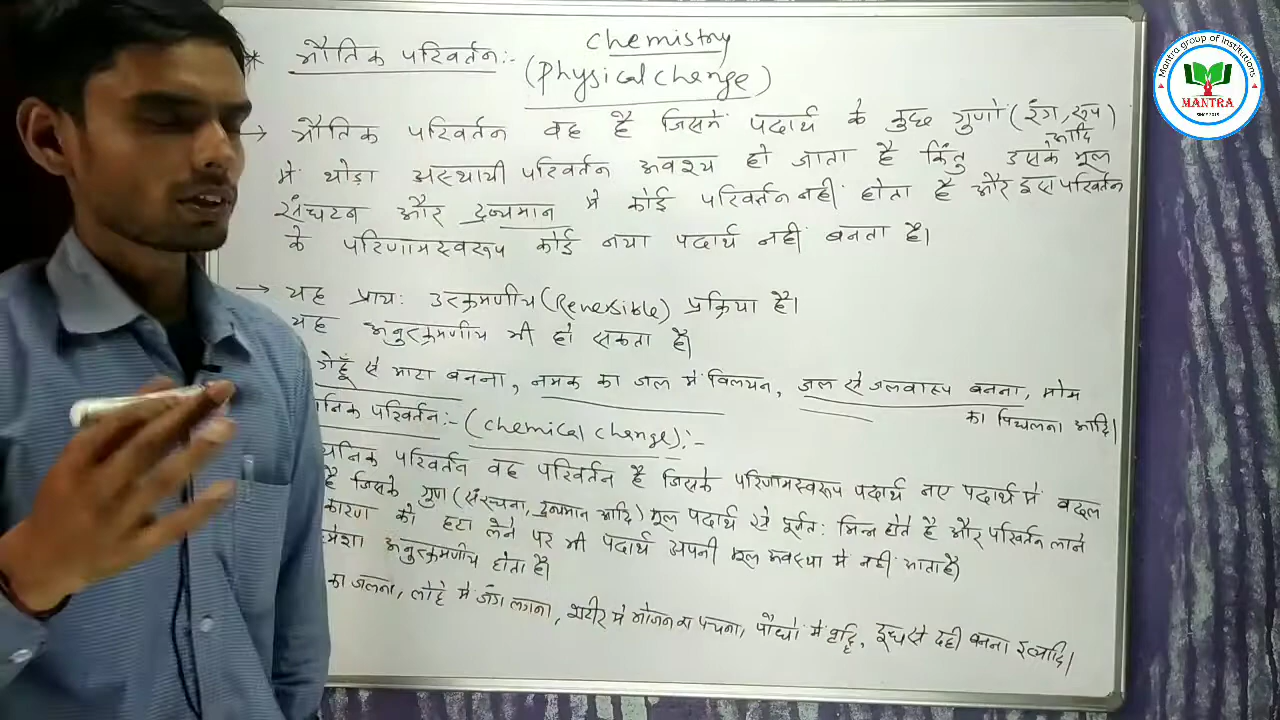 Chemistry
* भौतिक परिवर्तन:-
(Physical Change)
→ भौतिक परिवर्तन वह है जिसमें पदार्थ के कुछ गुणों (रंग, रूप)
आदि
में थोड़ा अस्थायी परिवर्तन अवश्य हो जाता है किंतु उसके मूल
संघटन और द्रव्यमान में कोई परिवर्तन नहीं होता है और इस परिवर्तन
के परिणामस्वरूप कोई नया पदार्थ नहीं बनता है।
→ यह प्रायः उत्क्रमणीय (Reversible) प्रक्रिया है।
यह अनुत्क्रमणीय भी हो सकता है।
गेहूँ से आटा बनना, नमक का जल में विलयन, जल से जलवाष्प बनना, मोम
का पिघलना आदि।
निक परिवर्तन:- (Chemical Change):-
यनिक परिवर्तन वह परिवर्तन है जिसके परिणामस्वरूप पदार्थ नए पदार्थ में बदल
है जिसके गुण (संरचना, द्रव्यमान आदि) मूल पदार्थ से पूर्णत: भिन्न होते है और परिवर्तन लाने
कारण को हटा लेने पर भी पदार्थ अपनी मूल अवस्था में नहीं आता है।
मेशा अनुत्क्रमणीय होता है।
का जलना, लोहे में जंग लगना, शरीर में भोजन का पचना, पौधों में वृद्धि, दूध से दही बनना इत्यादि।
Mantra group of Institutions
MANTRA